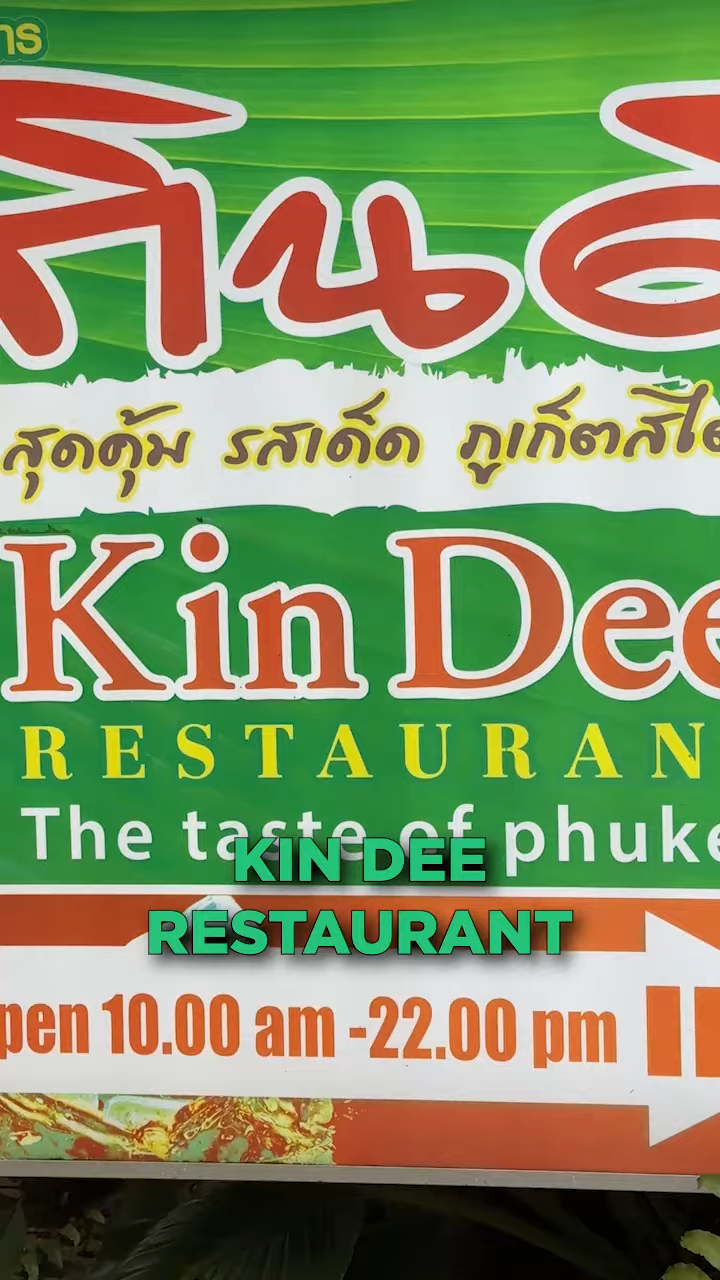 ns
กินดี
สุดคุ้ม รสเด็ด ภูเก็ตสไต
Kin Dee
RESTAURAN
The taste of phuke
KIN DEE
RESTAURANT
pen 10.00 am -22.00 pm